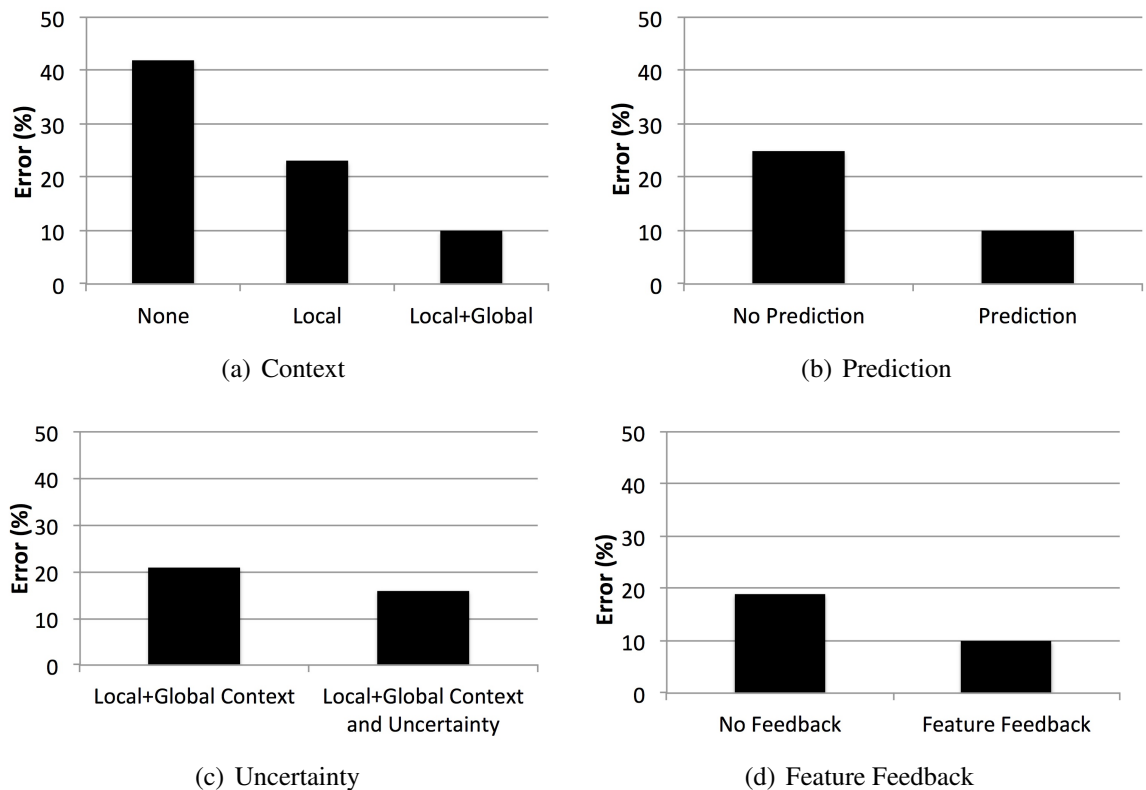 50
40
30
20
10
0
Error (%)
None Local Local+Global
(a) Context
50
40
30
20
10
0
Error (%)
No Prediction Prediction
(b) Prediction
50
40
30
20
10
0
Error (%)
Local+Global Context Local+Global Context
and Uncertainty
(c) Uncertainty
50
40
30
20
10
0
Error (%)
No Feedback Feature Feedback
(d) Feature Feedback